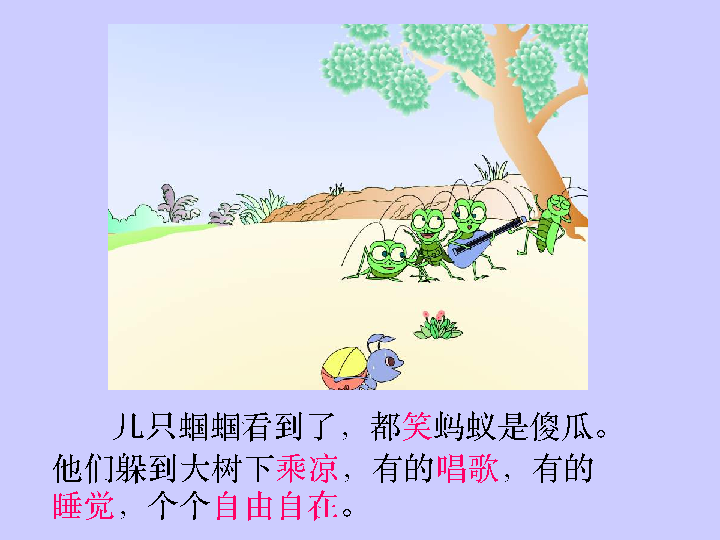 几只蝈蝈看到了，都笑蚂蚁是傻瓜。
他们躲到大树下乘凉，有的唱歌，有的
睡觉，个个自由自在。